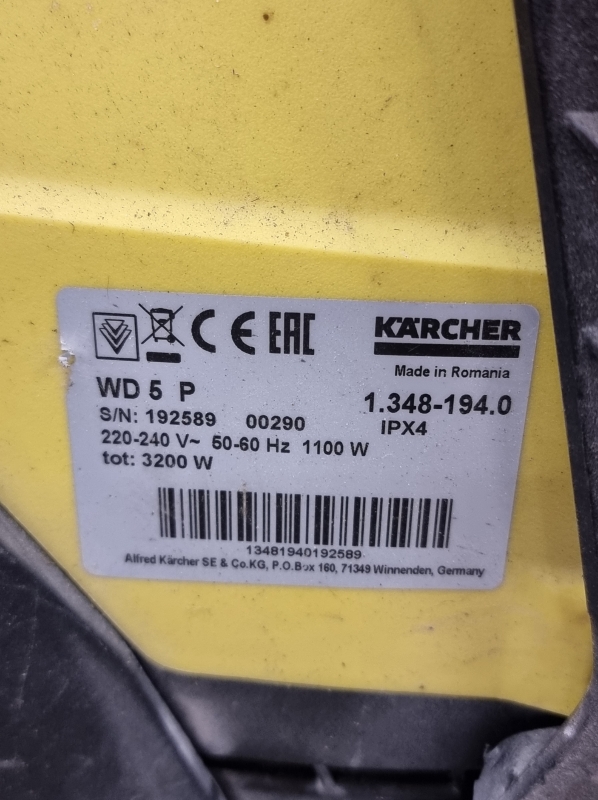 CE EAC KÄRCHER
Made in Romania
WD 5 P 1.348-194.0
S/N: 192589 00290 IPX4
220-240 V~ 50-60 Hz 1100 W
tot: 3200 W
13481940192589
Alfred Kärcher SE & Co.KG, P.O.Box 160, 71349 Winnenden, Germany